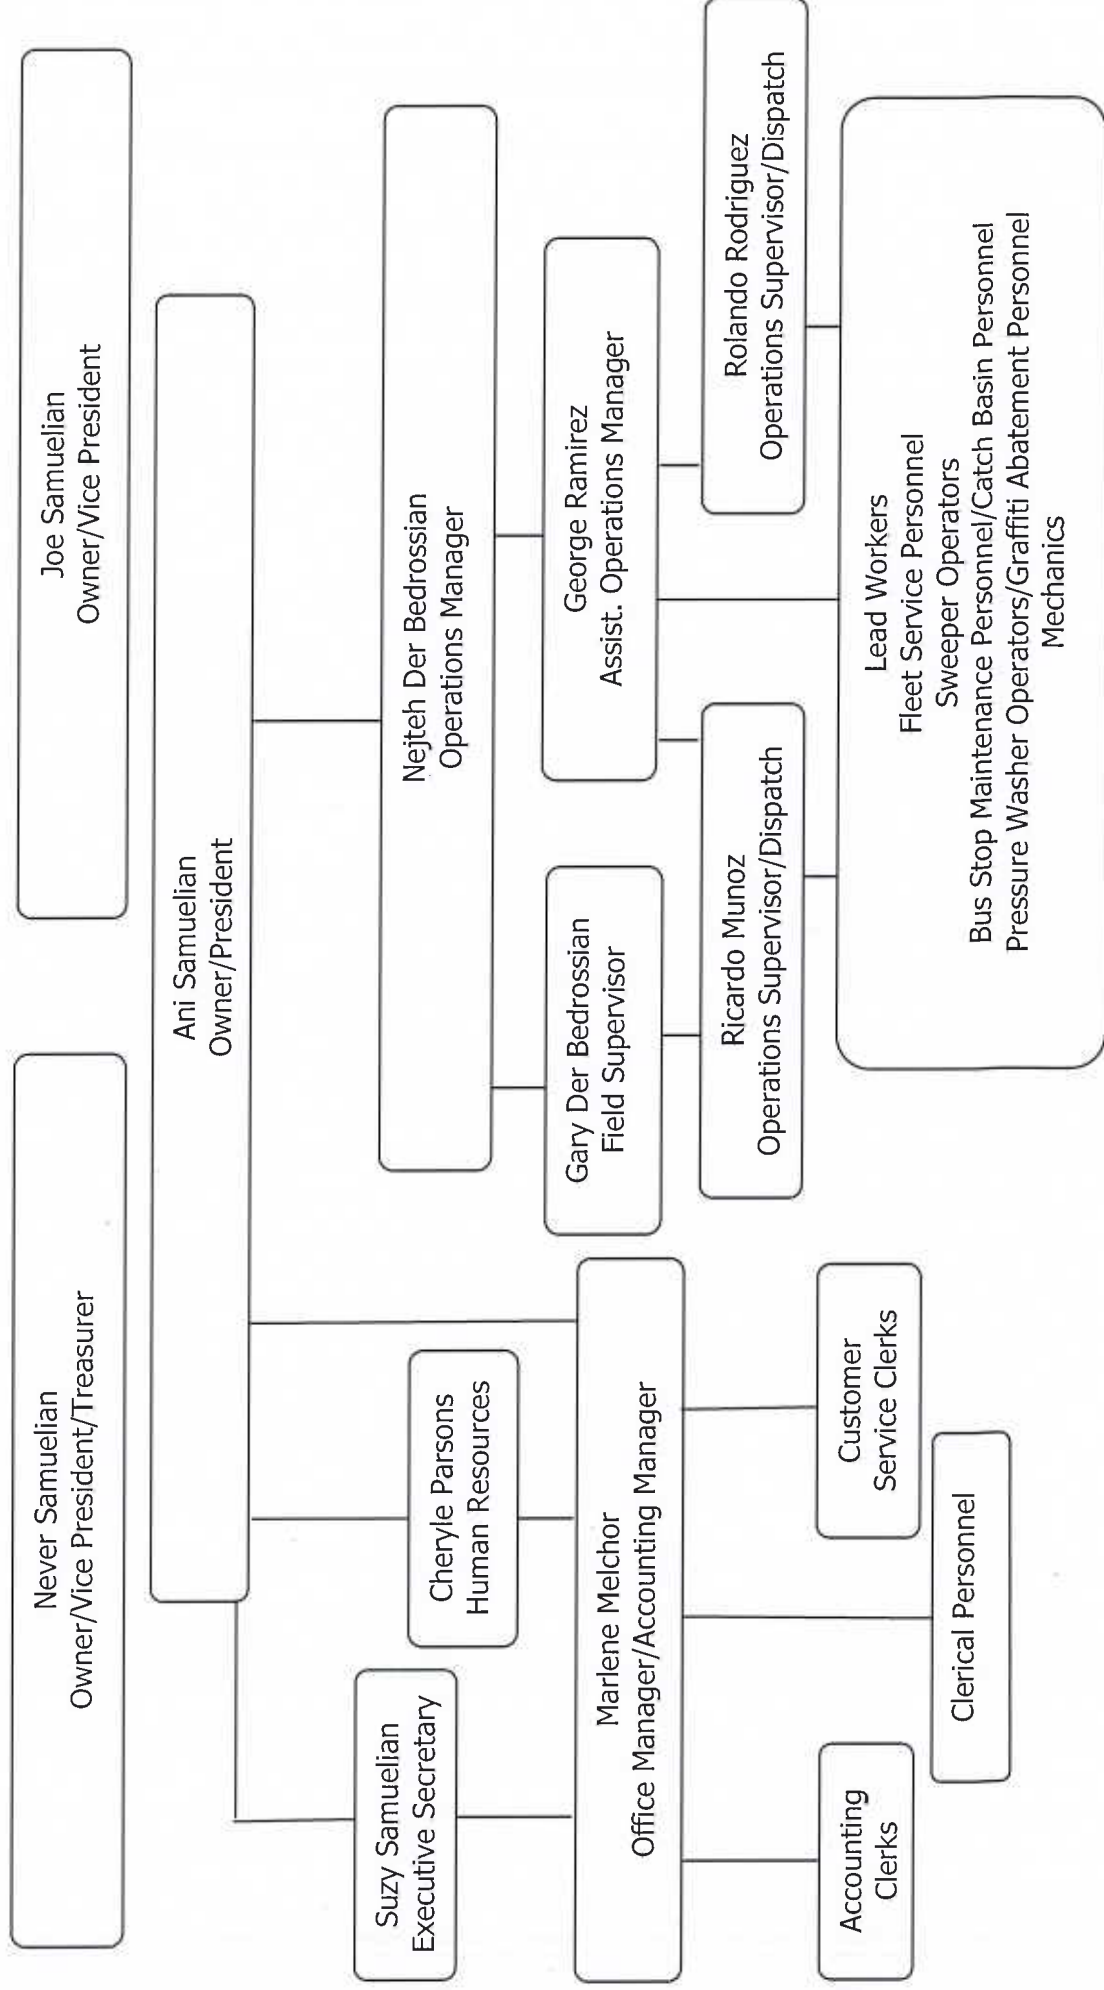 Never Samuelian
Owner/Vice President/Treasurer
Joe Samuelian
Owner/Vice President
Ani Samuelian
Owner/President
Suzy Samuelian
Executive Secretary
Cheryle Parsons
Human Resources
Nejteh Der Bedrossian
Operations Manager
Marlene Melchor
Office Manager/Accounting Manager
Gary Der Bedrossian
Field Supervisor
George Ramirez
Assist. Operations Manager
Ricardo Munoz
Operations Supervisor/Dispatch
Rolando Rodriguez
Operations Supervisor/Dispatch
Accounting
Clerks
Customer
Service Clerks
Clerical Personnel
Lead Workers
Fleet Service Personnel
Sweeper Operators
Bus Stop Maintenance Personnel/Catch Basin Personnel
Pressure Washer Operators/Graffiti Abatement Personnel
Mechanics